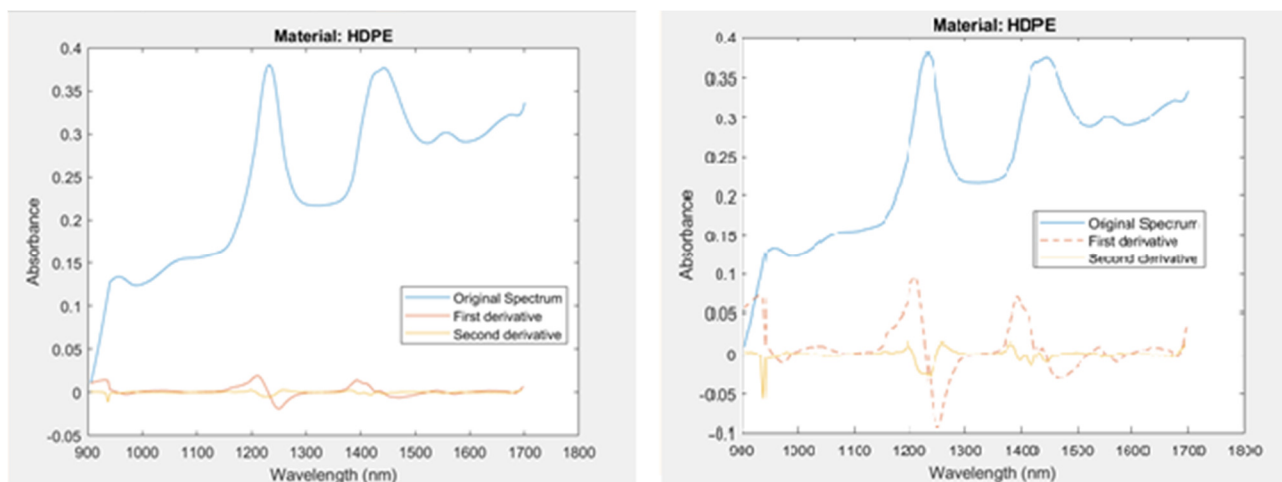 Material: HDPE
0.4
0.35
0.3
0.25
0.2
0.15
0.1
0.05
0
-0.05
Absorbance
Original Spectrum
First derivative
Second derivative
900 1000 1100 1200 1300 1400 1500 1600 1700 1800
Wavelength (nm)
Material: HDPE
0.4
0.35
0.3
0.25
0.2
0.15
0.1
0.05
0
-0.05
-0.1
Absorbance
Original Spectrum
First derivative
Second derivative
900 1000 1100 1200 1300 1400 1500 1600 1700 1800
Wavelength (nm)